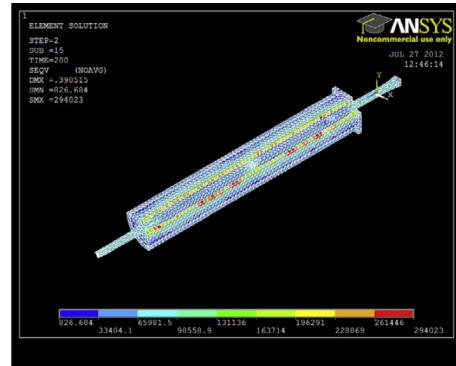 1
ELEMENT SOLUTION
STEP=2
SUB =15
TIME=200
SEQV (NOAVG)
DMX =.390515
SMN =826.684
SMX =294023
ANSYS
Noncommercial use only
JUL 27 2012
12:46:14
Y
X
826.684 65981.5 131136 196291 261446
33404.1 98558.9 163714 228869 294023